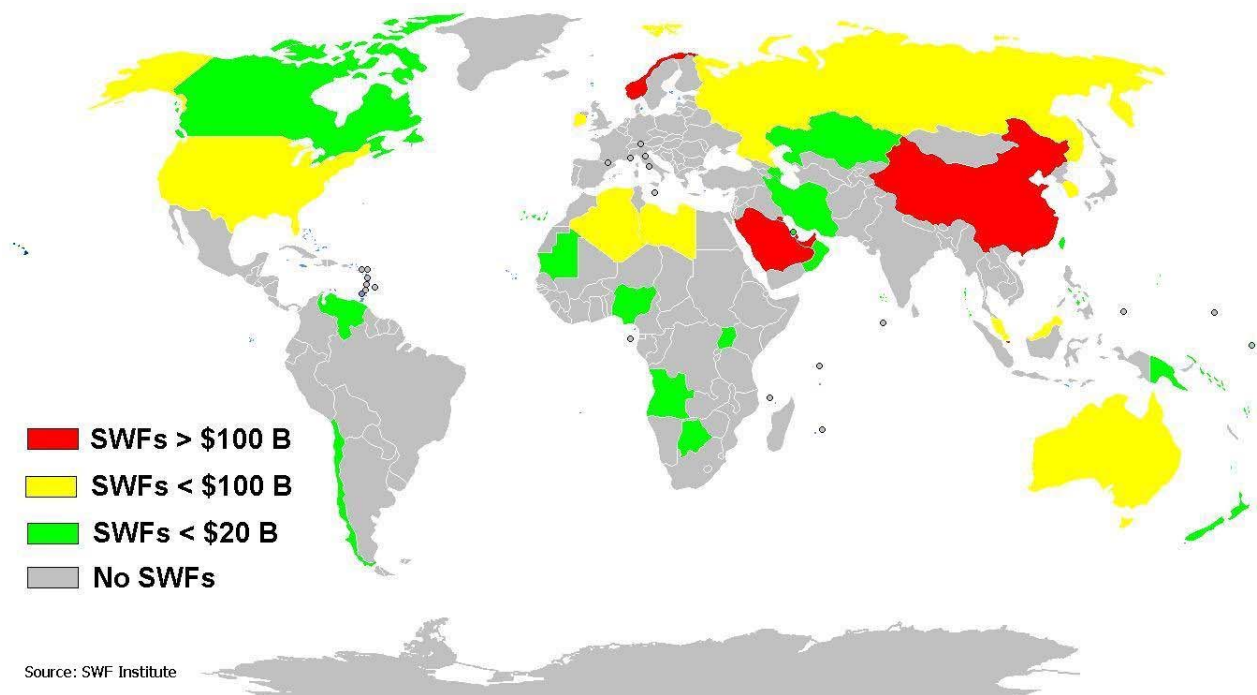 SWFs > $100 B
SWFs < $100 B
SWFs < $20 B
No SWFs
Source: SWF Institute